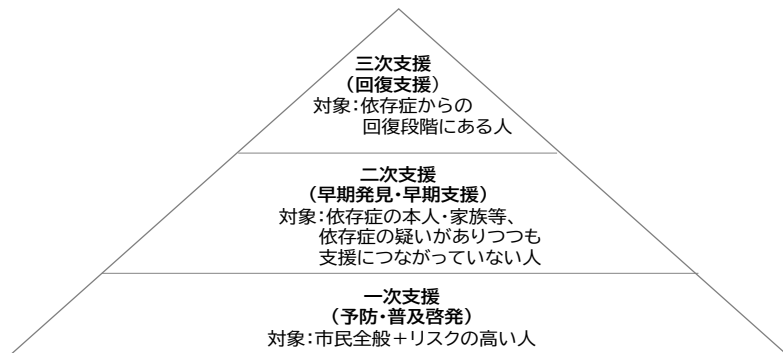 三次支援
（回復支援）
対象：依存症からの
回復段階にある人
二次支援
（早期発見・早期支援）
対象：依存症の本人・家族等、
依存症の疑いがありつつも
支援につながっていない人
一次支援
（予防・普及啓発）
対象：市民全般＋リスクの高い人